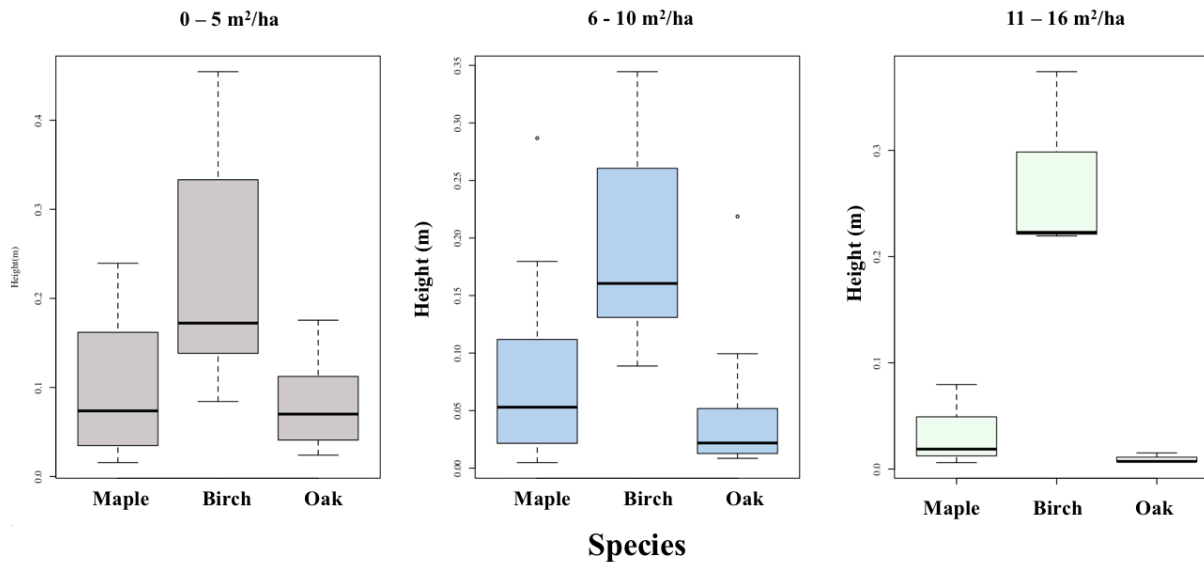 0 – 5 m²/ha
6 - 10 m²/ha
11 – 16 m²/ha
Height(m)
0.0
0.1
0.2
0.3
0.4
Maple
Birch
Oak
Height (m)
0.00
0.05
0.10
0.15
0.20
0.25
0.30
0.35
Maple
Birch
Oak
Height (m)
0.0
0.1
0.2
0.3
Maple
Birch
Oak
Species